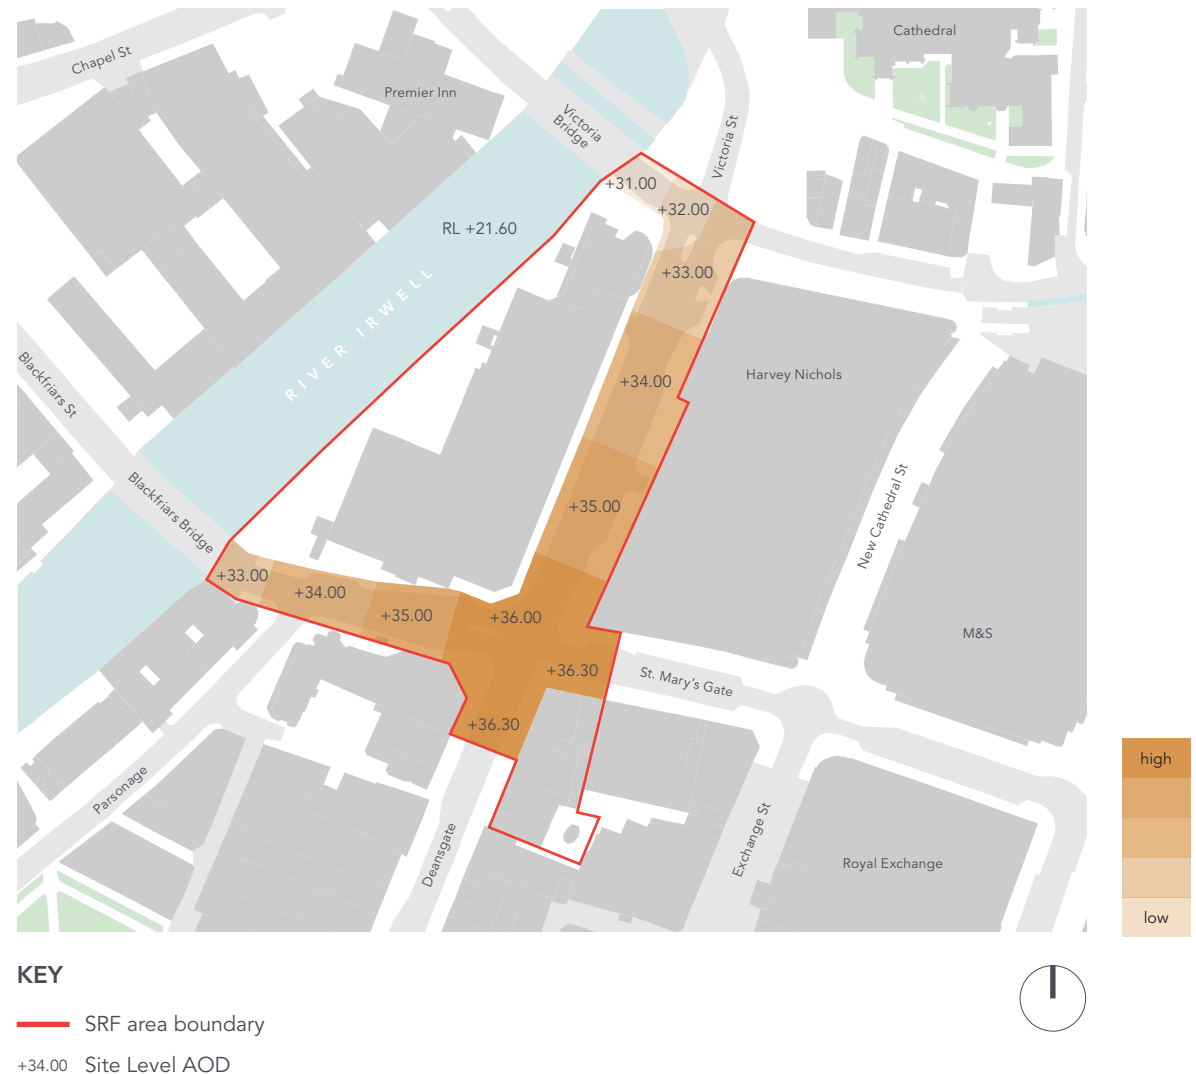 Cathedral
Chapel St
Premier Inn
Victoria
Bridge
Victoria St
+31.00
+32.00
RL +21.60
+33.00
RIVER IRWELL
Blackfriars St
+34.00
Harvey Nichols
Blackfriars Bridge
+35.00
New Cathedral St
+33.00
+34.00
+35.00
+36.00
M&S
+36.30
St. Mary's Gate
+36.30
high
Parsonage
Deansgate
Exchange St
Royal Exchange
low
KEY
SRF area boundary
+34.00 Site Level AOD